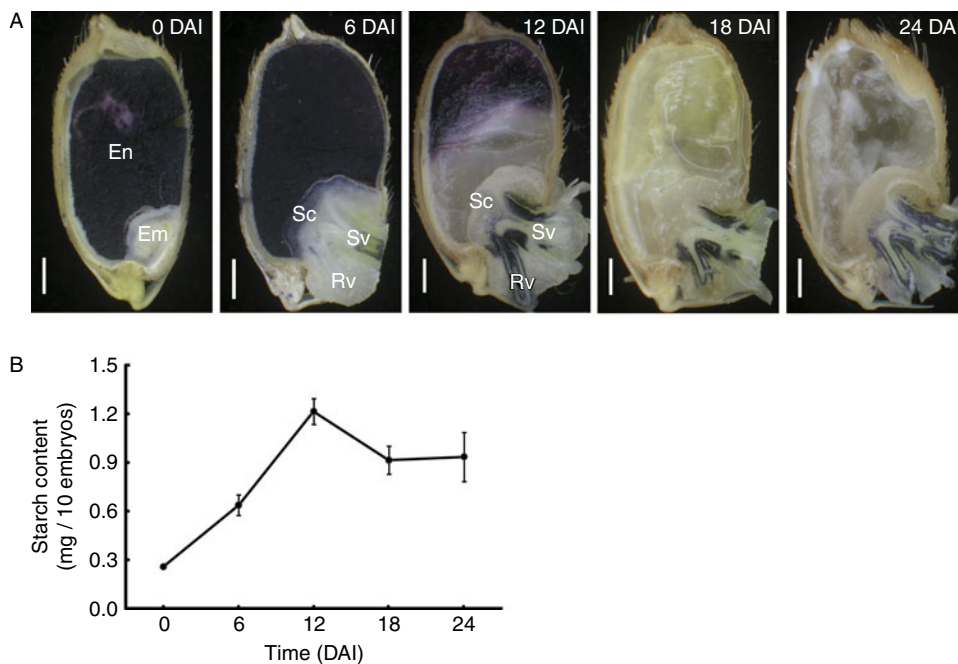 A
0 DAI
6 DAI
12 DAI
18 DAI
24 DAI
En
Em
Sc
Sv
Rv
Sc
Sv
Rv
B
Starch content
(mg / 10 embryos)
1.5
1.2
0.9
0.6
0.3
0.0
0
6
12
18
24
Time (DAI)